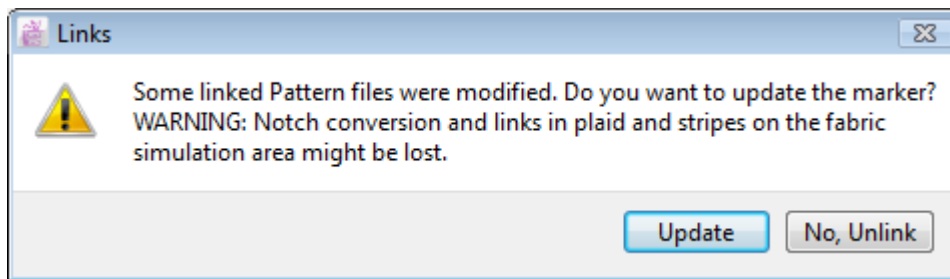 Links
Some linked Pattern files were modified. Do you want to update the marker?
WARNING: Notch conversion and links in plaid and stripes on the fabric
simulation area might be lost.
Update
No, Unlink